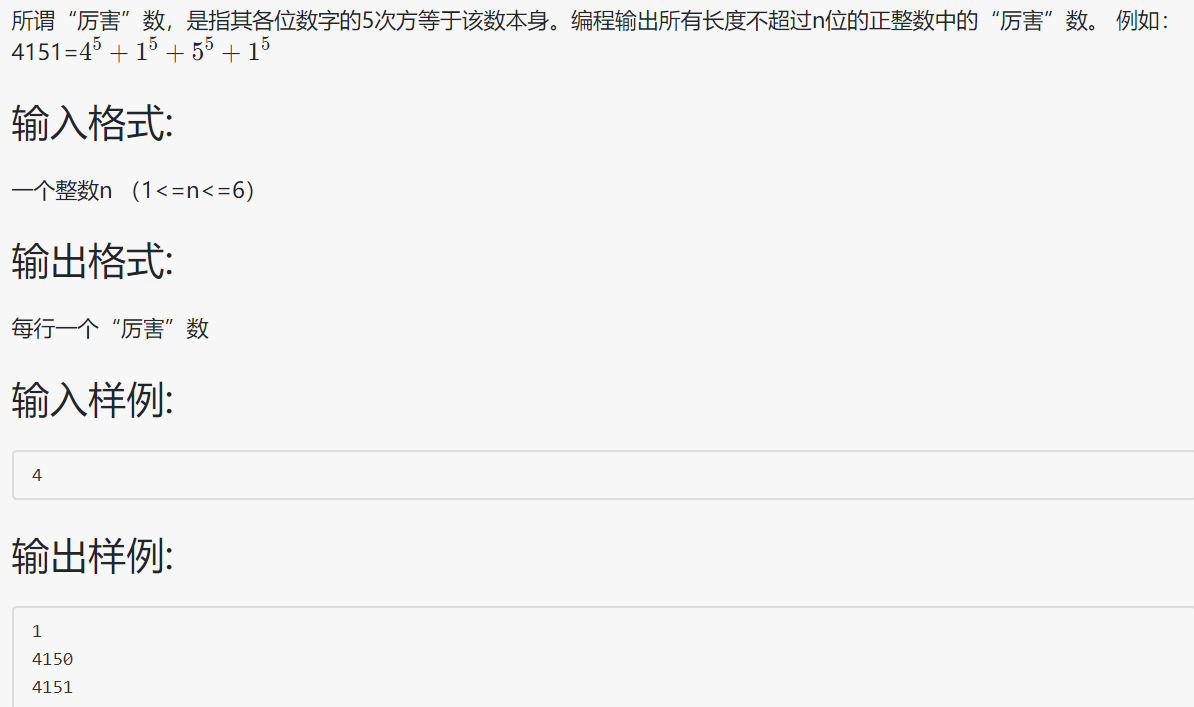 所谓“厉害”数，是指其各位数字的5次方等于该数本身。编程输出所有长度不超过n位的正整数中的“厉害”数。 例如：
4151=4⁵ + 1⁵ + 5⁵ + 1⁵
输入格式:
一个整数n （1<=n<=6）
输出格式:
每行一个“厉害”数
输入样例:
4
输出样例:
1
4150
4151